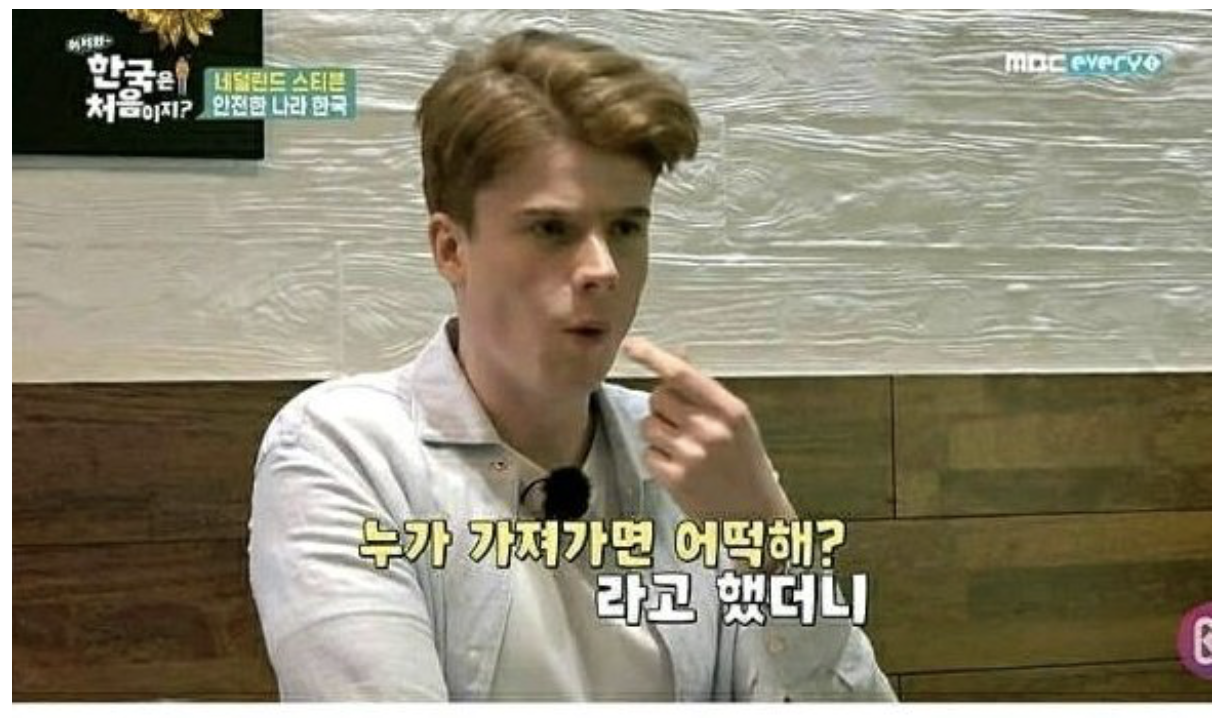 어서와~
한국은
처음이지?
네덜란드 스티븐
안전한 나라 한국
MBC every1
누가 가져가면 어떡해?
라고 했더니